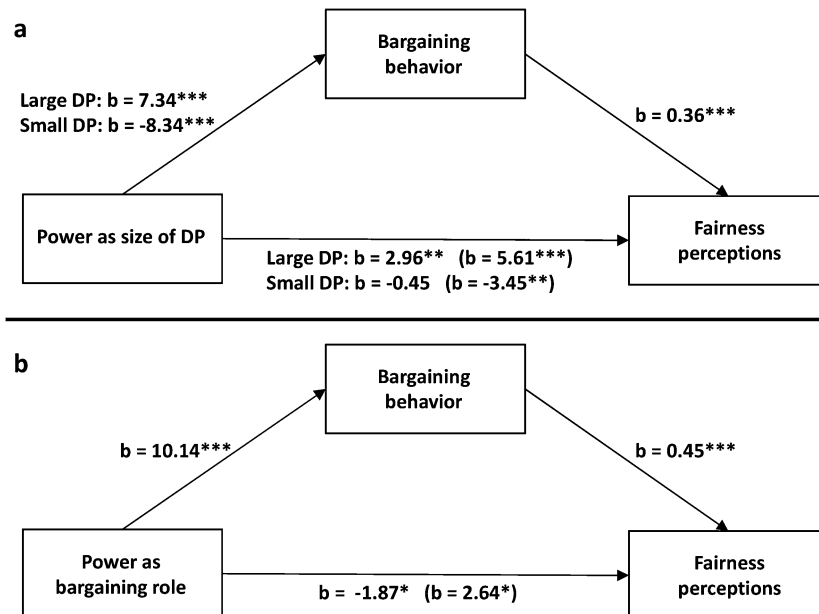 a
Bargaining
behavior
Large DP: b = 7.34***
Small DP: b = -8.34***
b = 0.36***
Power as size of DP
Fairness
perceptions
Large DP: b = 2.96** (b = 5.61***)
Small DP: b = -0.45 (b = -3.45**)
b
Bargaining
behavior
b = 10.14***
b = 0.45***
Power as
bargaining role
Fairness
perceptions
b = -1.87* (b = 2.64*)